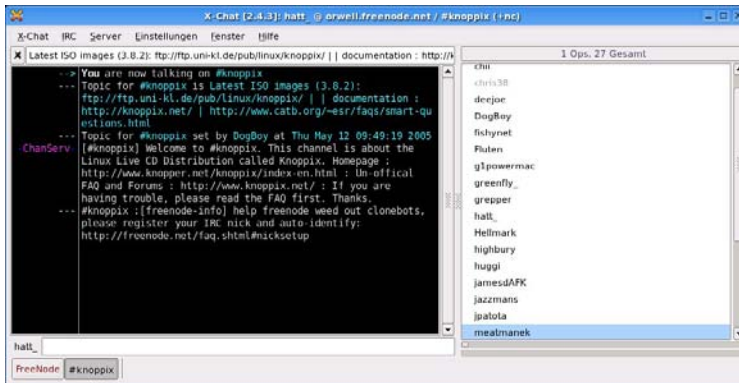 X-Chat [2.4.3]: hatt_ @ orwell.freenode.net / #knoppix (+nc)
X-Chat IRC Server Einstellungen Fenster Hilfe
Latest ISO images (3.8.2): ftp://ftp.uni-kl.de/pub/linux/knoppix/ | | documentation : http://k
1 Ops, 27 Gesamt
--> You are now talking on #knoppix
--- Topic for #knoppix is Latest ISO images (3.8.2):
ftp://ftp.uni-kl.de/pub/linux/knoppix/ | | documentation :
http://knoppix.net/ | http://www.catb.org/~esr/faqs/smart-qu
estions.html
--- Topic for #knoppix set by DogBoy at Thu May 12 09:49:19 2005
-ChanServ- [#knoppix] Welcome to #knoppix. This channel is about the
Linux Live CD Distribution called Knoppix. Homepage :
http://www.knopper.net/knoppix/index-en.html : Un-offical
FAQ and Forums : http://www.knoppix.net/ : If you are
having trouble, please read the FAQ first. Thanks.
--- #knoppix :[freenode-info] help freenode weed out clonebots,
please register your IRC nick and auto-identify:
http://freenode.net/faq.shtml#nicksetup
chii
chris38
deejoe
DogBoy
fishynet
Fluten
g1powermac
greenfly_
grepper
hatt_
Hellmark
highbury
huggi
jamesdAFK
jazzmans
jpatota
meatmanek
hatt_
FreeNode #knoppix